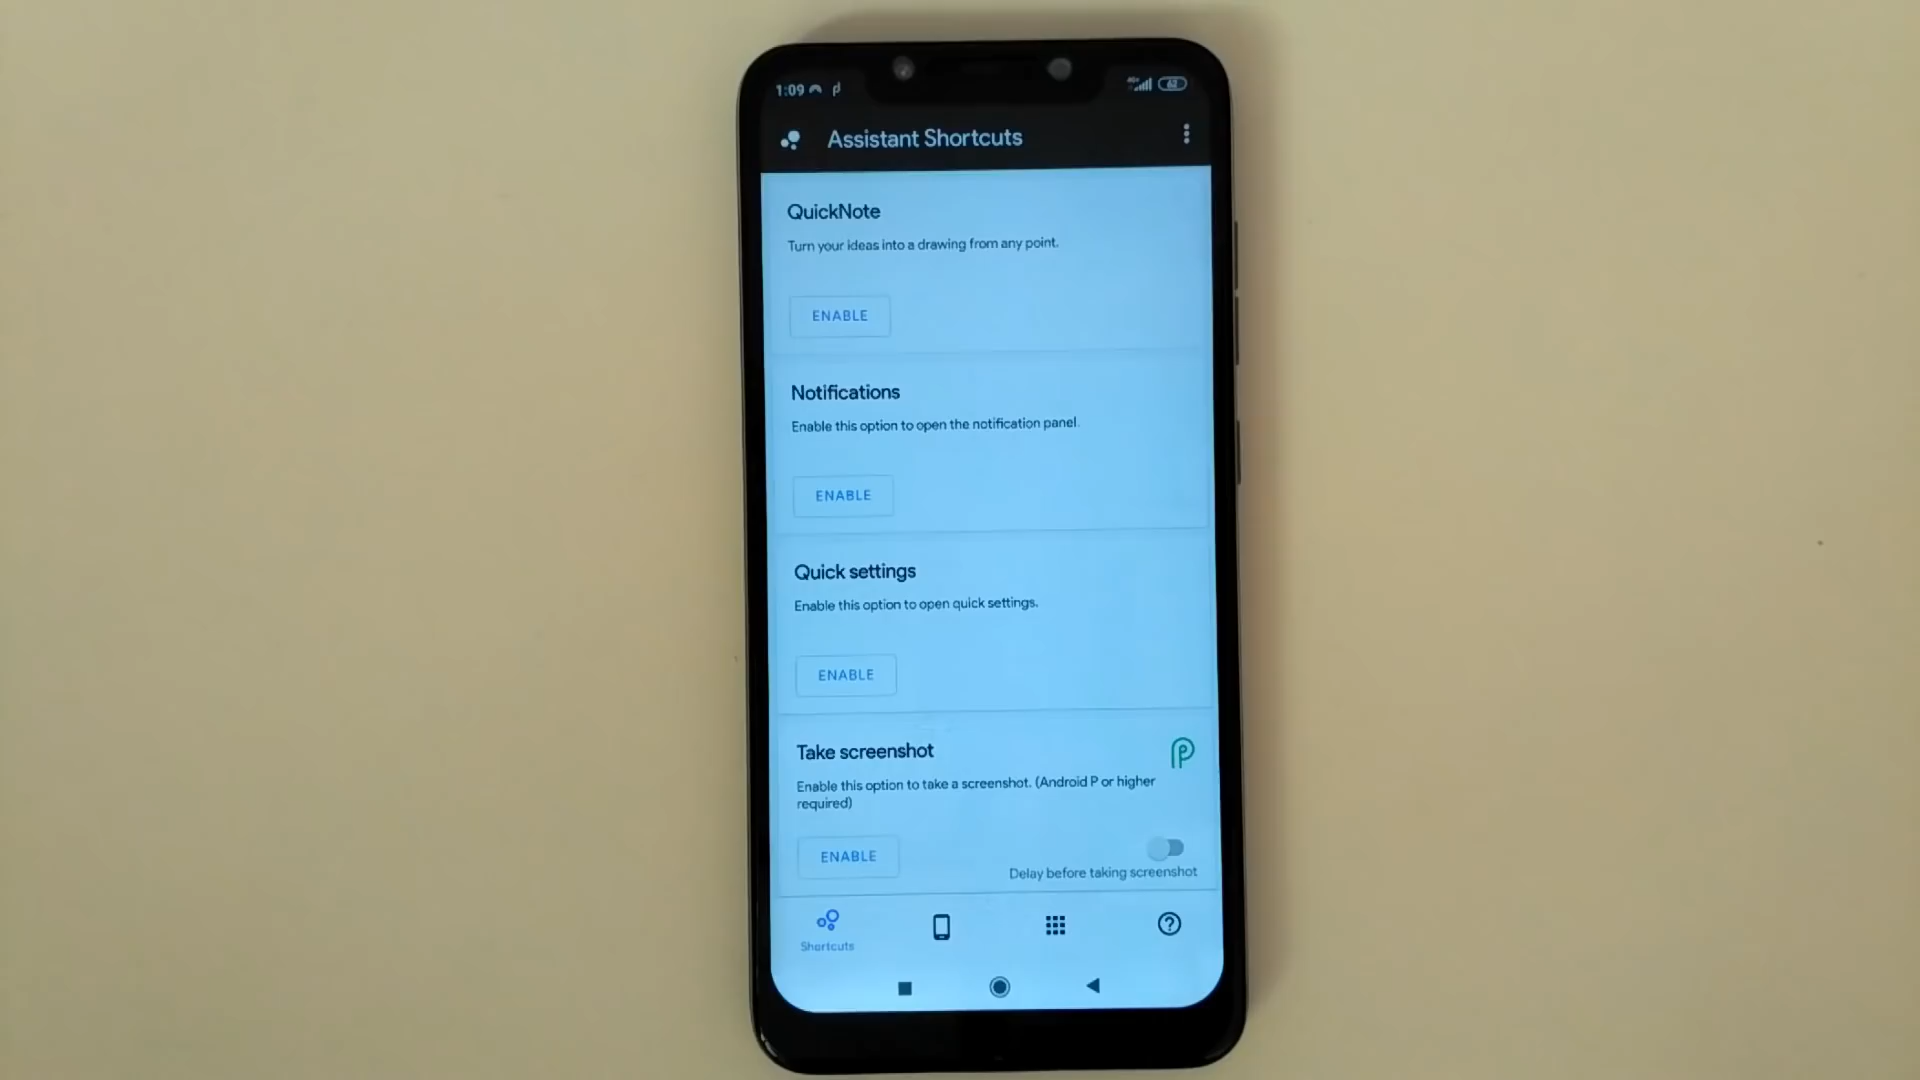 1:09
62
Assistant Shortcuts
QuickNote
Turn your ideas into a drawing from any point.
ENABLE
Notifications
Enable this option to open the notification panel.
ENABLE
Quick settings
Enable this option to open quick settings.
ENABLE
Take screenshot
Enable this option to take a screenshot. (Android P or higher
required)
ENABLE
Delay before taking screenshot
Shortcuts